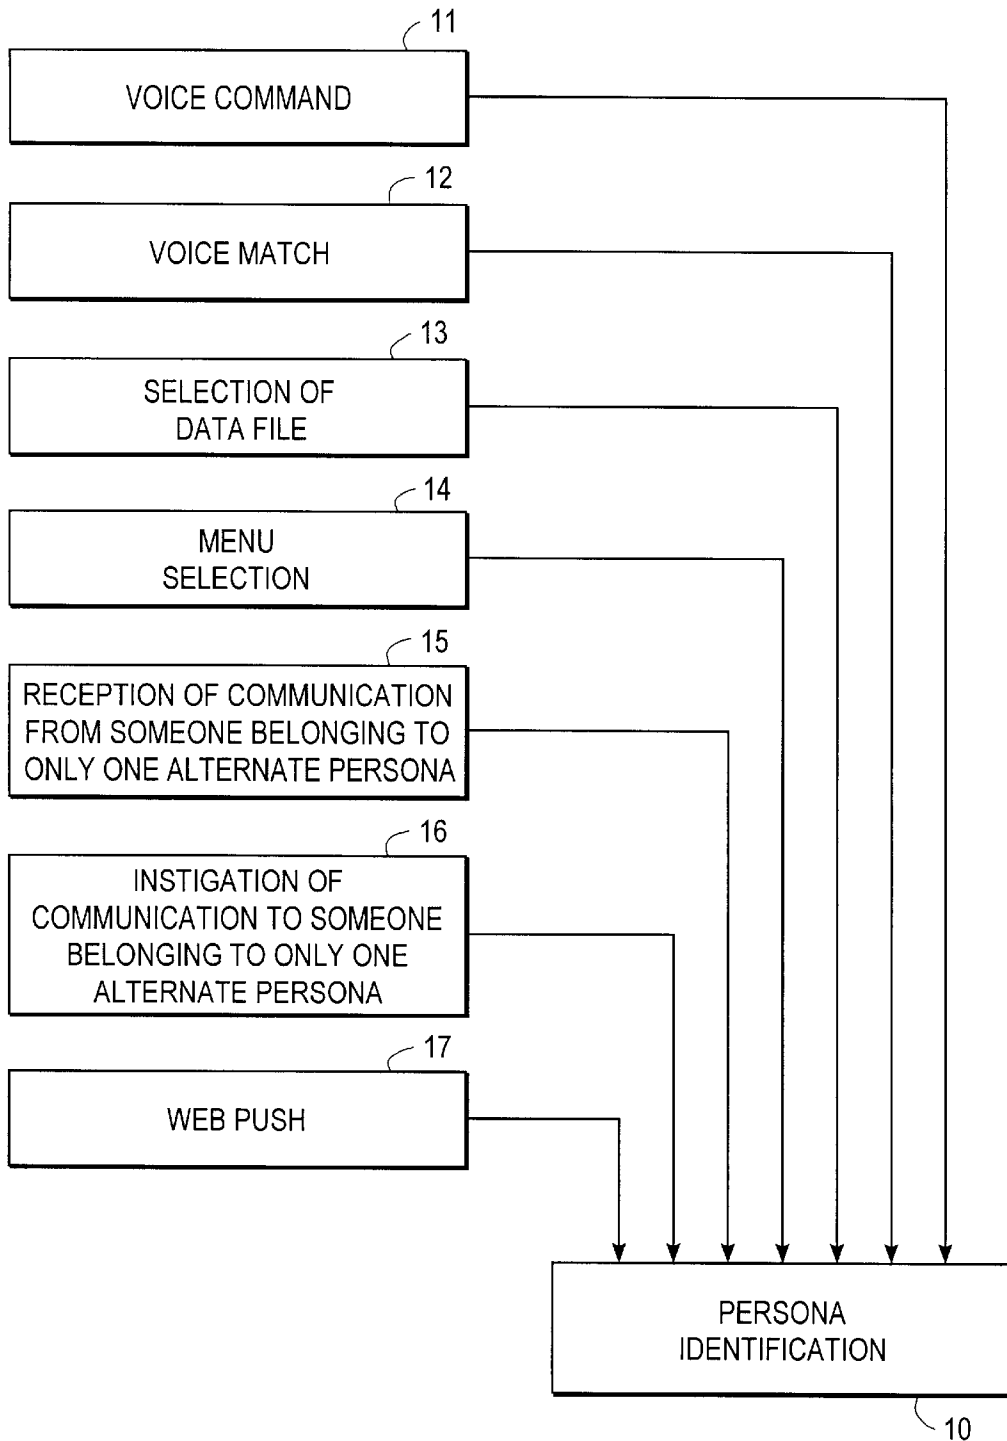 11
VOICE COMMAND
12
VOICE MATCH
13
SELECTION OF
DATA FILE
14
MENU
SELECTION
15
RECEPTION OF COMMUNICATION
FROM SOMEONE BELONGING TO
ONLY ONE ALTERNATE PERSONA
16
INSTIGATION OF
COMMUNICATION TO SOMEONE
BELONGING TO ONLY ONE
ALTERNATE PERSONA
17
WEB PUSH
PERSONA
IDENTIFICATION
10